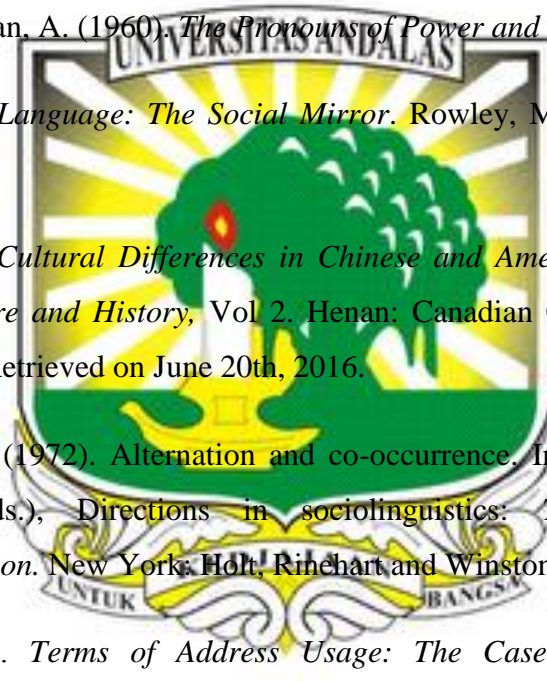 an, A. (1960). The Pronouns of Power and
UNIVERSITAS ANDALAS
Language: The Social Mirror. Rowley, M
Cultural Differences in Chinese and Ame
re and History, Vol 2. Henan: Canadian
etrieved on June 20th, 2016.
(1972). Alternation and co-occurrence. In
ls.), Directions in sociolinguistics:
on. New York: Holt, Rinehart and Winston
UNTUK BANGSA
. Terms of Address Usage: The Case